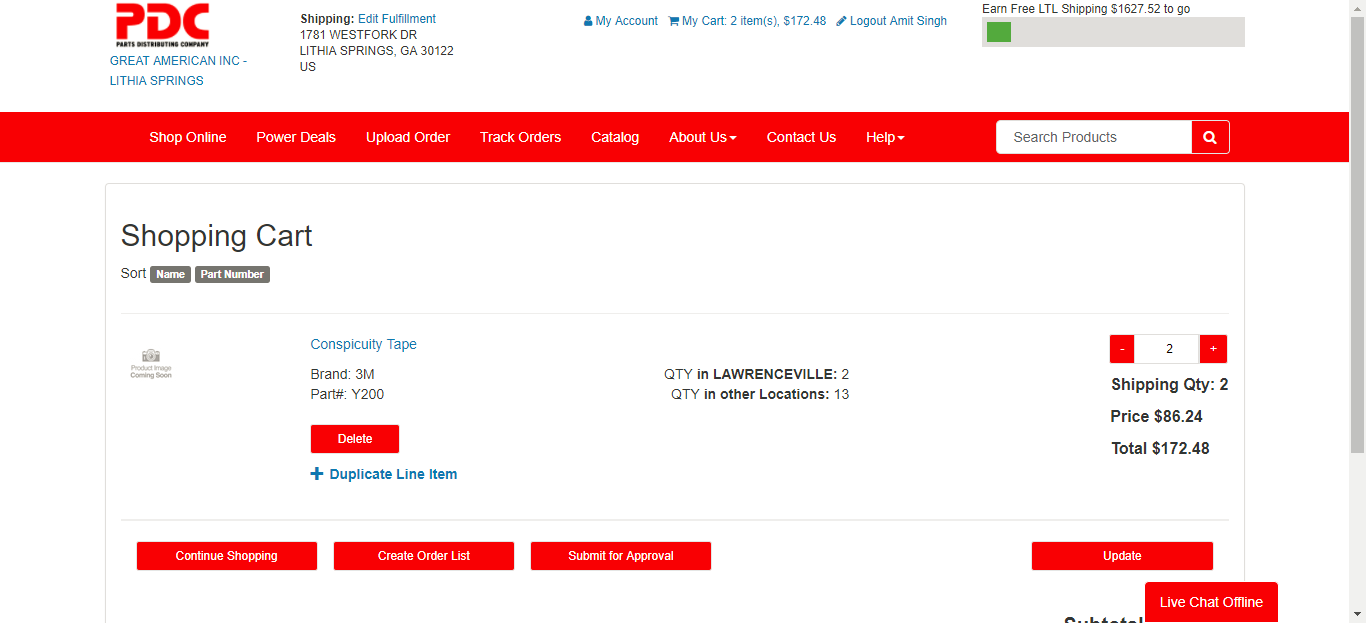 PDC
PARTS DISTRIBUTING COMPANY
GREAT AMERICAN INC -
LITHIA SPRINGS
Shipping: Edit Fulfillment
1781 WESTFORK DR
LITHIA SPRINGS, GA 30122
US
My Account My Cart: 2 item(s), $172.48 Logout Amit Singh
Earn Free LTL Shipping $1627.52 to go
Shop Online Power Deals Upload Order Track Orders Catalog About Us Contact Us Help Search Products
Shopping Cart
Sort Name Part Number
Product Image
Coming Soon
Conspicuity Tape
Brand: 3M
Part#: Y200
Delete
+ Duplicate Line Item
QTY in LAWRENCEVILLE: 2
QTY in other Locations: 13
- 2 +
Shipping Qty: 2
Price $86.24
Total $172.48
Continue Shopping Create Order List Submit for Approval Update
Live Chat Offline
Subtotal